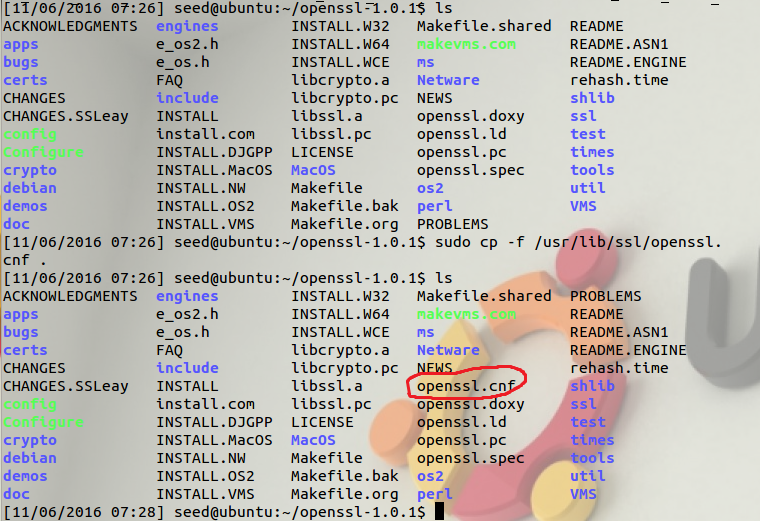 [11/06/2016 07:26] seed@ubuntu:~/openssl-1.0.1$ ls
ACKNOWLEDGMENTS engines INSTALL.W32 Makefile.shared README
apps e_os2.h INSTALL.W64 makevms.com README.ASN1
bugs e_os.h INSTALL.WCE ms README.ENGINE
certs FAQ libcrypto.a Netware rehash.time
CHANGES include libcrypto.pc NEWS shlib
CHANGES.SSLeay INSTALL libssl.a openssl.doxy ssl
config install.com libssl.pc openssl.ld test
Configure INSTALL.DJGPP LICENSE openssl.pc times
crypto INSTALL.MacOS MacOS openssl.spec tools
debian INSTALL.NW Makefile os2 util
demos INSTALL.OS2 Makefile.bak perl VMS
doc INSTALL.VMS Makefile.org PROBLEMS
[11/06/2016 07:26] seed@ubuntu:~/openssl-1.0.1$ sudo cp -f /usr/lib/ssl/openssl.
cnf .
[11/06/2016 07:26] seed@ubuntu:~/openssl-1.0.1$ ls
ACKNOWLEDGMENTS engines INSTALL.W32 Makefile.shared PROBLEMS
apps e_os2.h INSTALL.W64 makevms.com README
bugs e_os.h INSTALL.WCE ms README.ASN1
certs FAQ libcrypto.a Netware README.ENGINE
CHANGES include libcrypto.pc NEWS rehash.time
CHANGES.SSLeay INSTALL libssl.a openssl.cnf shlib
config install.com libssl.pc openssl.doxy ssl
Configure INSTALL.DJGPP LICENSE openssl.ld test
crypto INSTALL.MacOS MacOS openssl.pc times
debian INSTALL.NW Makefile openssl.spec tools
demos INSTALL.OS2 Makefile.bak os2 util
doc INSTALL.VMS Makefile.org perl VMS
[11/06/2016 07:28] seed@ubuntu:~/openssl-1.0.1$